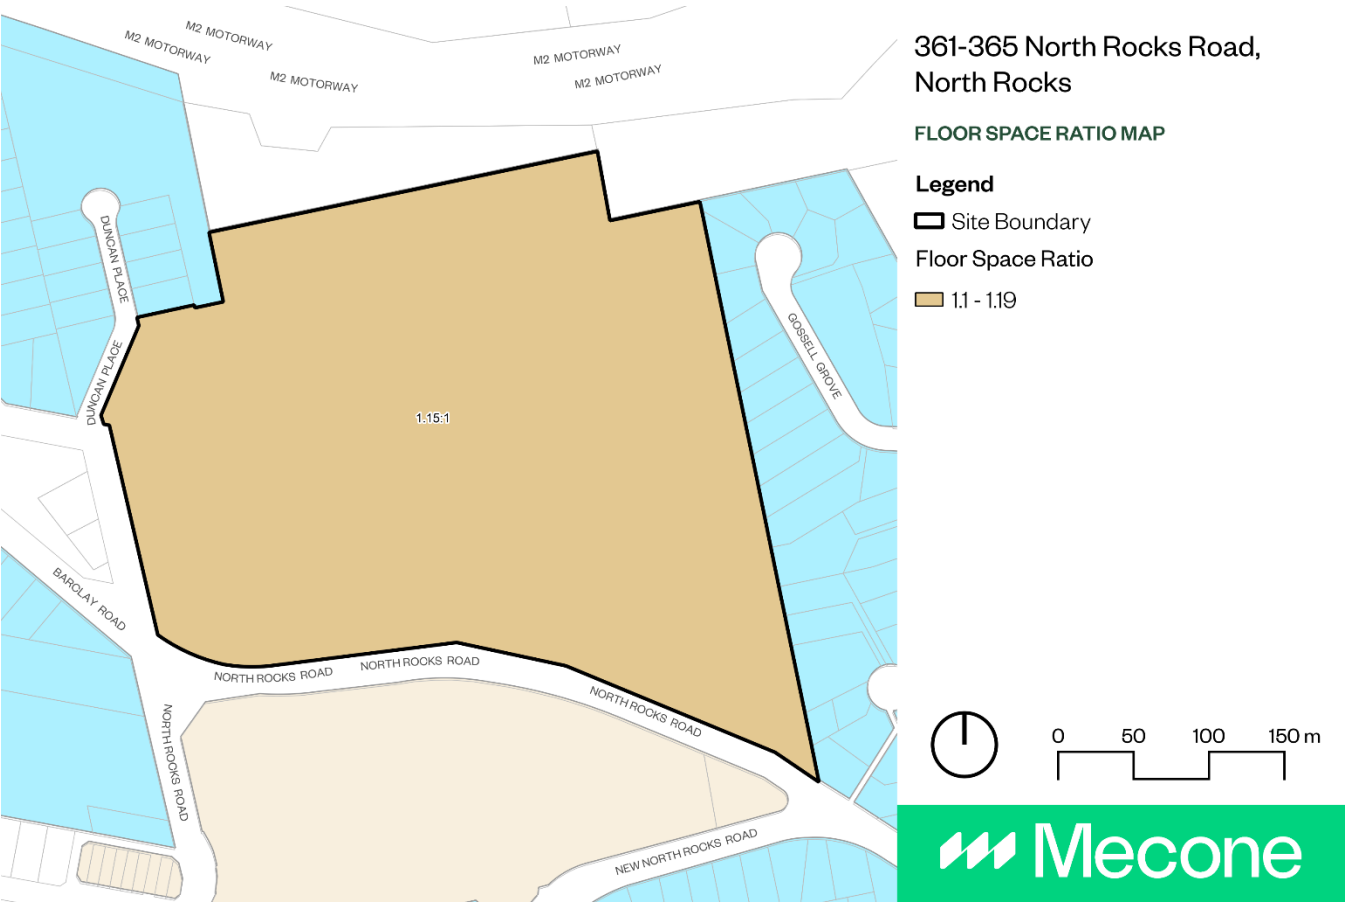 M2 MOTORWAY
M2 MOTORWAY
M2 MOTORWAY
M2 MOTORWAY
M2 MOTORWAY
DUNCAN PLACE
DUNCAN PLACE
GOSSELL GROVE
1.15:1
BARCLAY ROAD
NORTH ROCKS ROAD
NORTH ROCKS ROAD
NORTH ROCKS ROAD
NORTH ROCKS ROAD
NEW NORTH ROCKS ROAD
361-365 North Rocks Road,
North Rocks
FLOOR SPACE RATIO MAP
Legend
Site Boundary
Floor Space Ratio
1.1 - 1.19
0 50 100 150 m
Mecone